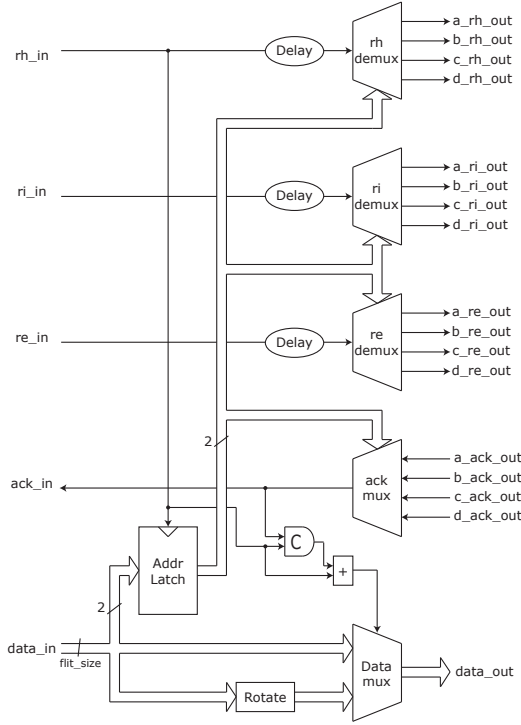 rh_in
Delay
rh
demux
a_rh_out
b_rh_out
c_rh_out
d_rh_out
ri_in
Delay
ri
demux
a_ri_out
b_ri_out
c_ri_out
d_ri_out
re_in
Delay
re
demux
a_re_out
b_re_out
c_re_out
d_re_out
2
ack_in
ack
mux
a_ack_out
b_ack_out
c_ack_out
d_ack_out
Addr
Latch
C
+
2
data_in
flit_size
Rotate
Data
mux
data_out